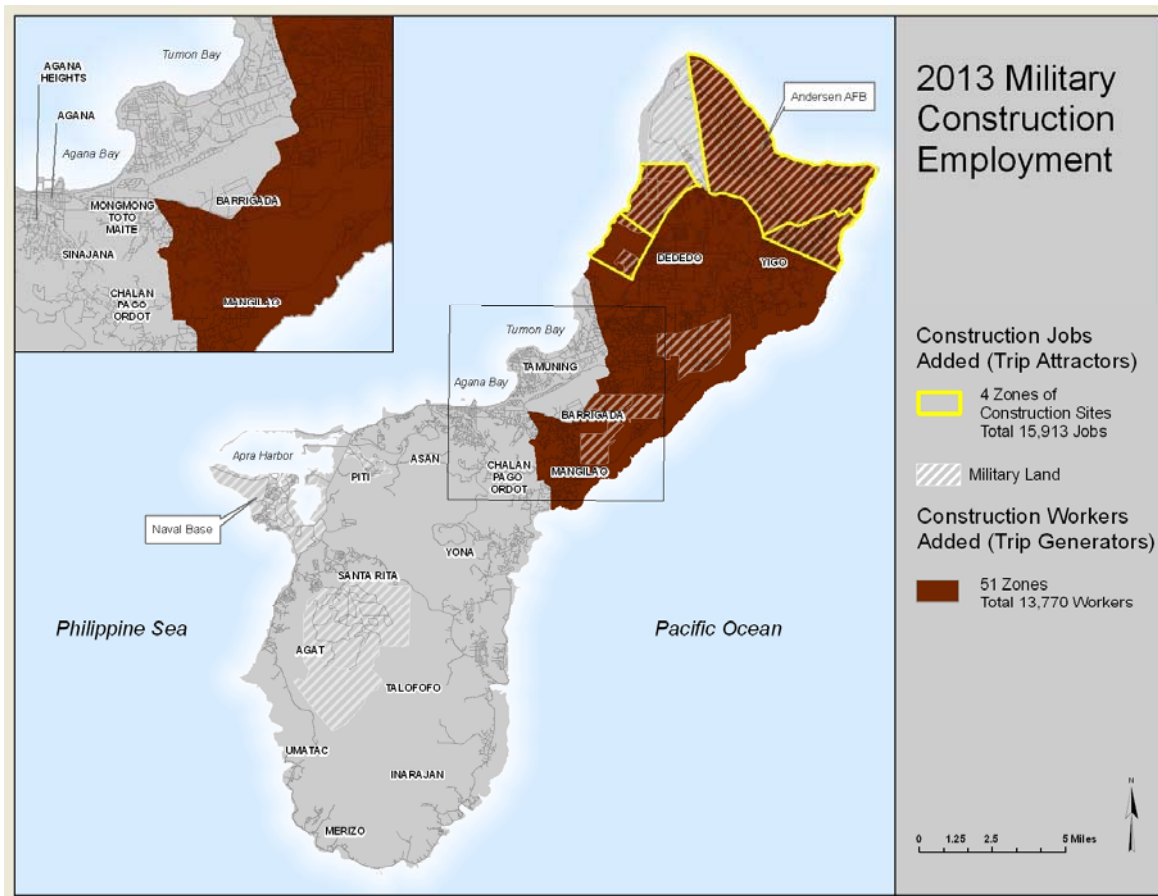 Tumon Bay
AGANA
HEIGHTS
AGANA
Agana Bay
MONGMONG
TOTO
MAITE
BARRIGADA
SINAJANA
CHALAN
PAGO
ORDOT
MANGILAO
Andersen AFB
DEDEDO
YIGO
Tumon Bay
TAMUNING
Agana Bay
BARRIGADA
Apra Harbor
ASAN
PITI
CHALAN
PAGO
ORDOT
MANGILAO
Naval Base
YONA
SANTA RITA
Philippine Sea
Pacific Ocean
AGAT
TALOFOFO
UMATAC
INARAJAN
MERIZO
2013 Military
Construction
Employment
Construction Jobs
Added (Trip Attractors)
4 Zones of
Construction Sites
Total 15,913 Jobs
Military Land
Construction Workers
Added (Trip Generators)
51 Zones
Total 13,770 Workers
N
0 1.25 2.5 5 Miles